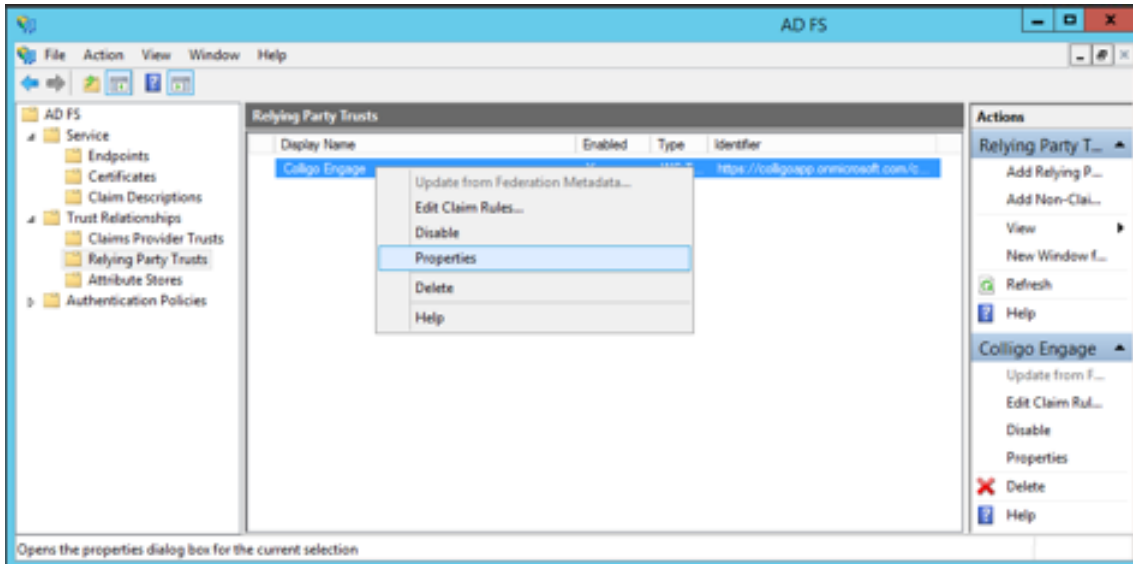 AD FS
File Action View Window Help
AD FS
Service
Endpoints
Certificates
Claim Descriptions
Trust Relationships
Claims Provider Trusts
Relying Party Trusts
Attribute Stores
Authentication Policies
Relying Party Trusts
Display Name Enabled Type Identifier
Colligo Engage https://colligoapp.onmicrosoft.com/c...
Update from Federation Metadata...
Edit Claim Rules...
Disable
Properties
Delete
Help
Actions
Relying Party T...
Add Relying P...
Add Non-Clai...
View
New Window f...
Refresh
Help
Colligo Engage
Update from F...
Edit Claim Rul...
Disable
Properties
Delete
Help
Opens the properties dialog box for the current selection